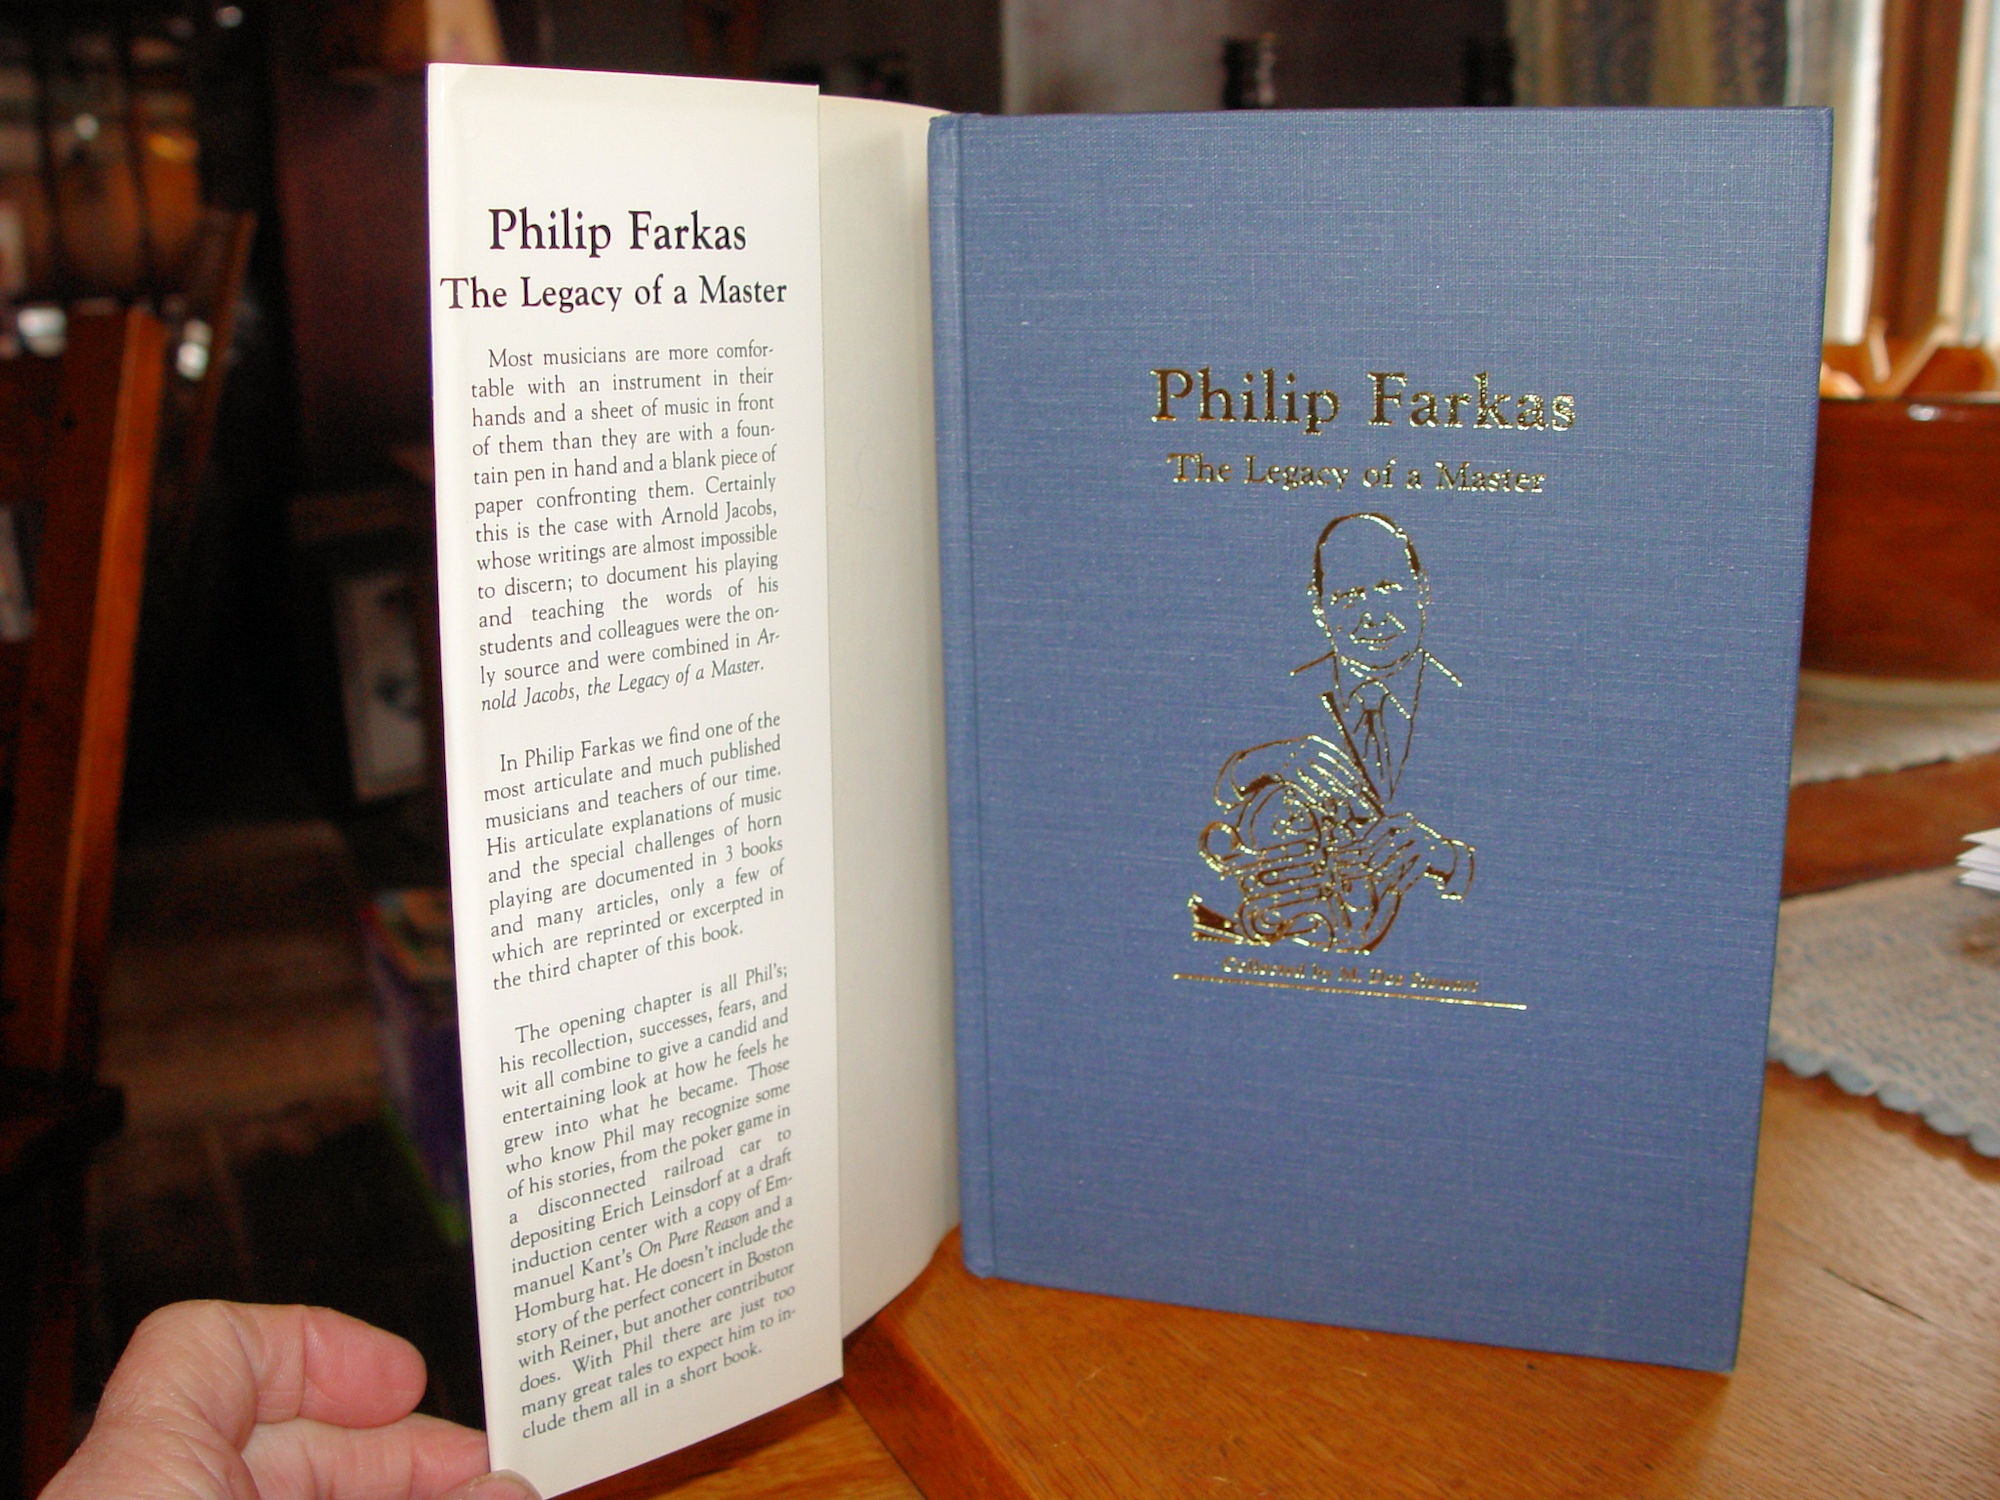 Philip Farkas
The Legacy of a Master
Most musicians are more comfor-
table with an instrument in their
hands and a sheet of music in front
of them than they are with a foun-
tain pen in hand and a blank piece of
paper confronting them. Certainly
this is the case with Arnold Jacobs,
whose writings are almost impossible
to discern; to document his playing
and teaching the words of his
students and colleagues were the on-
ly source and were combined in Ar-
nold Jacobs, the Legacy of a Master.
In Philip Farkas we find one of the
most articulate and much published
musicians and teachers of our time.
His articulate explanations of music
and the special challenges of horn
playing are documented in 3 books
and many articles, only a few of
which are reprinted or excerpted in
the third chapter of this book.
The opening chapter is all Phil's;
his recollection, successes, fears, and
wit all combine to give a candid and
entertaining look at how he feels he
grew into what he became. Those
who know Phil may recognize some
of his stories, from the poker game in
a disconnected railroad car to
depositing Erich Leinsdorf at a draft
induction center with a copy of Em-
manuel Kant's On Pure Reason and a
Homburg hat. He doesn't include the
story of the perfect concert in Boston
with Reiner, but another contributor
does. With Phil there are just too
many great tales to expect him to in-
clude them all in a short book.
Philip Farkas
The Legacy of a Master
Collected by M. Dee Stewart